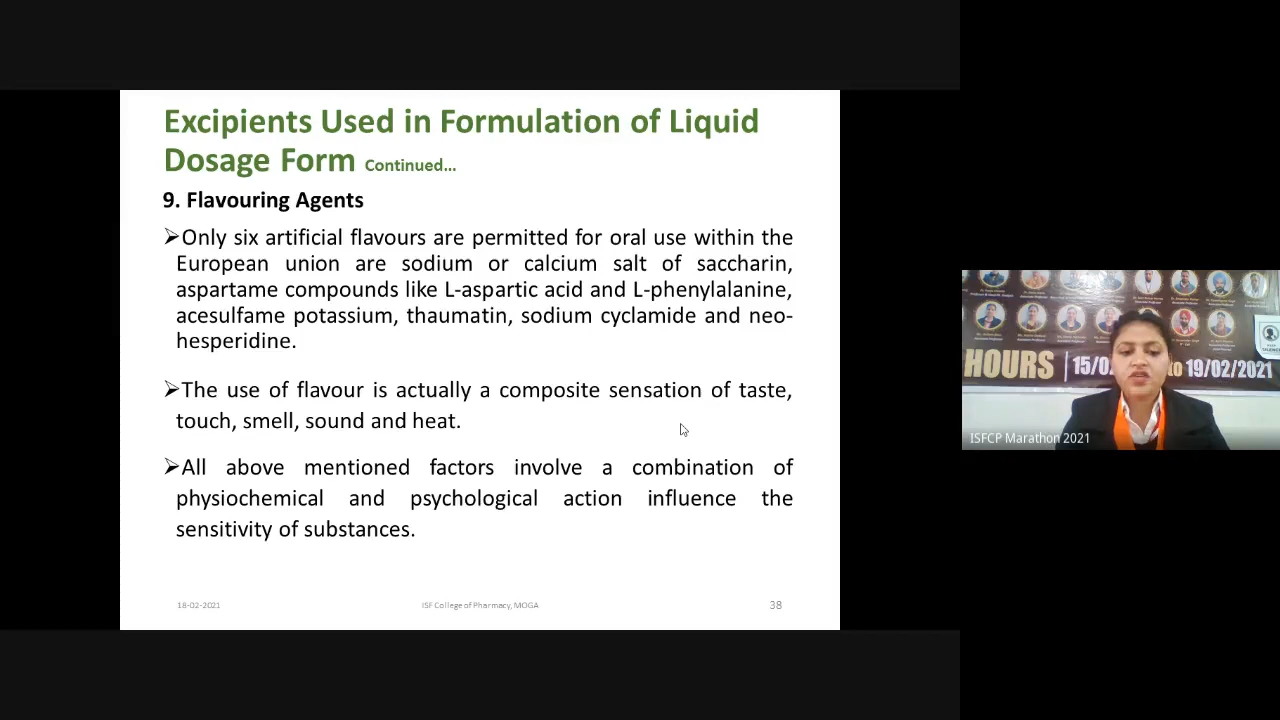 Excipients Used in Formulation of Liquid
Dosage Form Continued...
9. Flavouring Agents
➢Only six artificial flavours are permitted for oral use within the
European union are sodium or calcium salt of saccharin,
aspartame compounds like L-aspartic acid and L-phenylalanine,
acesulfame potassium, thaumatin, sodium cyclamide and neo-
hesperidine.
➢The use of flavour is actually a composite sensation of taste,
touch, smell, sound and heat.
➢All above mentioned factors involve a combination of
physiochemical and psychological action influence the
sensitivity of substances.
18-02-2021
ISF College of Pharmacy, MOGA
38
HOURS 15/0 to 19/02/2021
ISFCP Marathon 2021